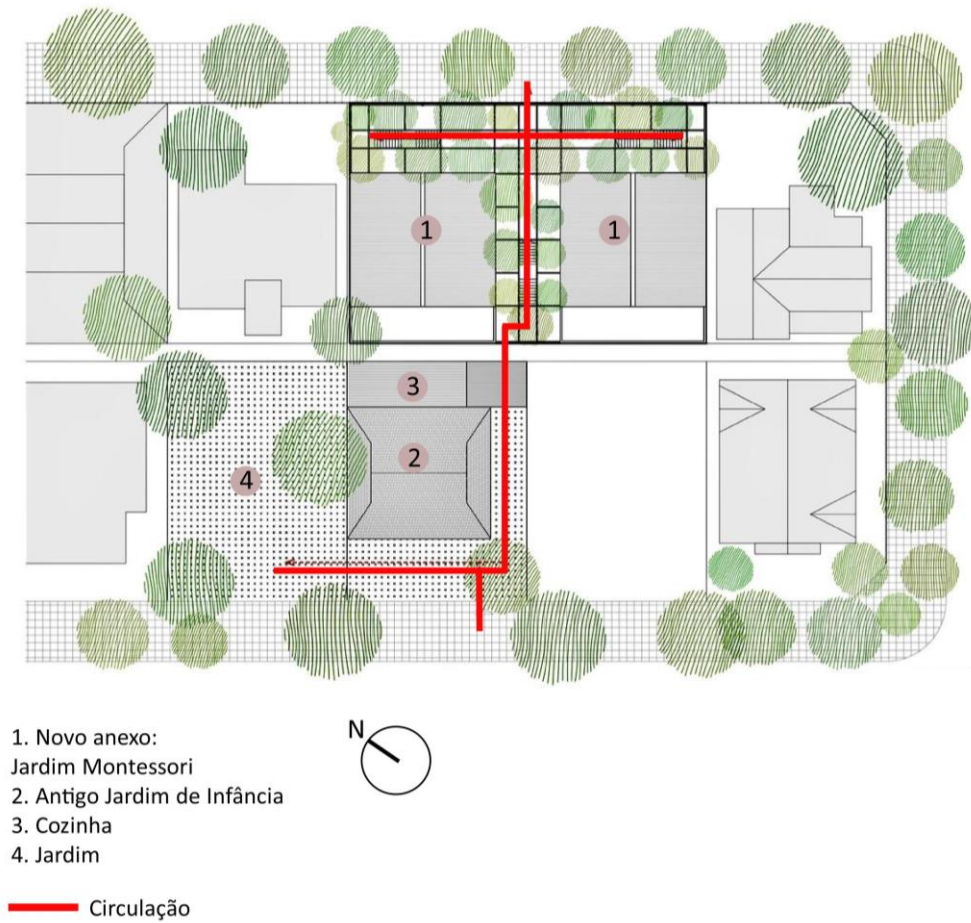 1
1
3
2
4
1. Novo anexo:
Jardim Montessori
2. Antigo Jardim de Infância
3. Cozinha
4. Jardim
N
Circulação